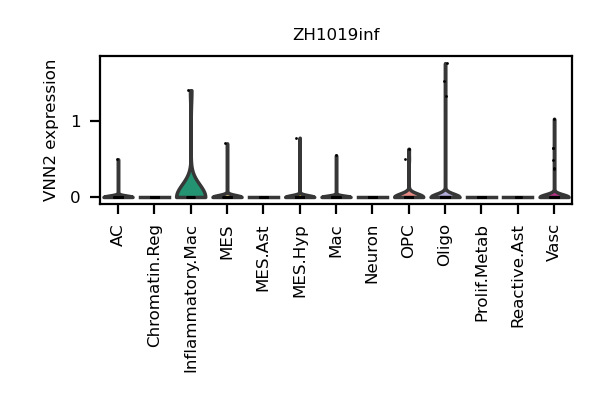 ZH1019inf
VNN2 expression
1
0
AC
Chromatin.Reg
Inflammatory.Mac
MES
MES.Ast
MES.Hyp
Mac
Neuron
OPC
Oligo
Prolif.Metab
Reactive.Ast
Vasc